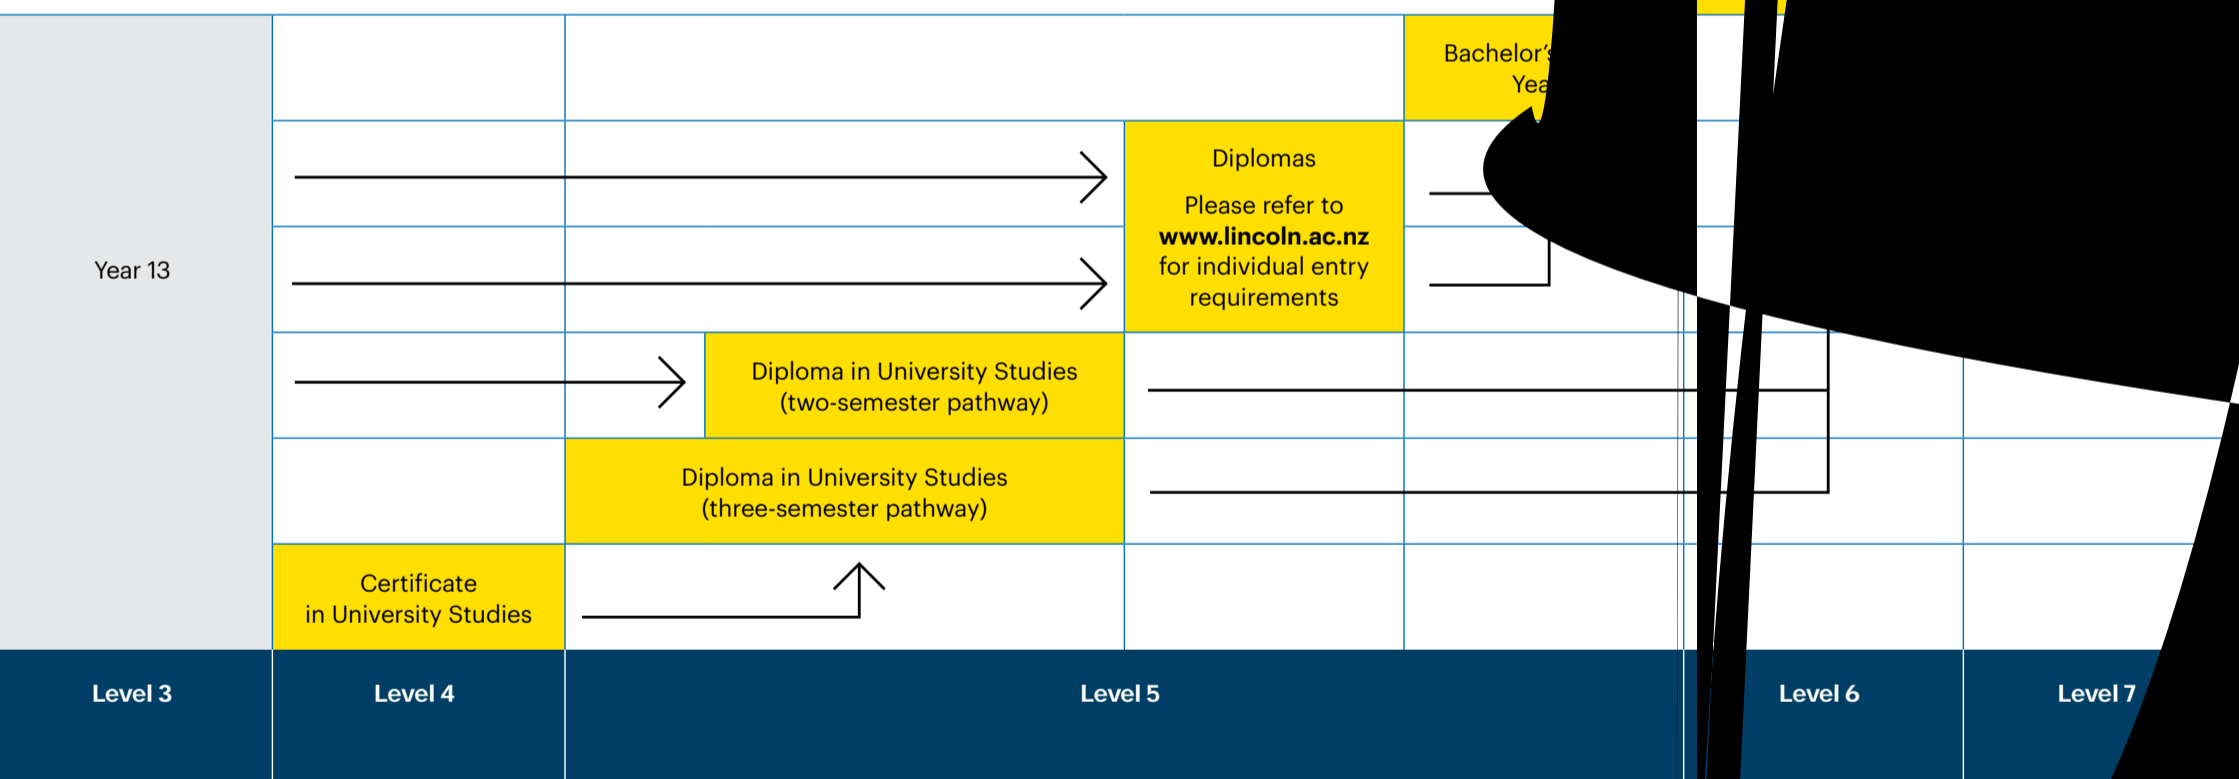 Bachelor's
Year 13
Diplomas
Please refer to
www.lincoln.ac.nz
for individual entry
requirements
Diploma in University Studies
(two-semester pathway)
Diploma in University Studies
(three-semester pathway)
Certificate
in University Studies
Level 3
Level 4
Level 5
Level 6
Level 7